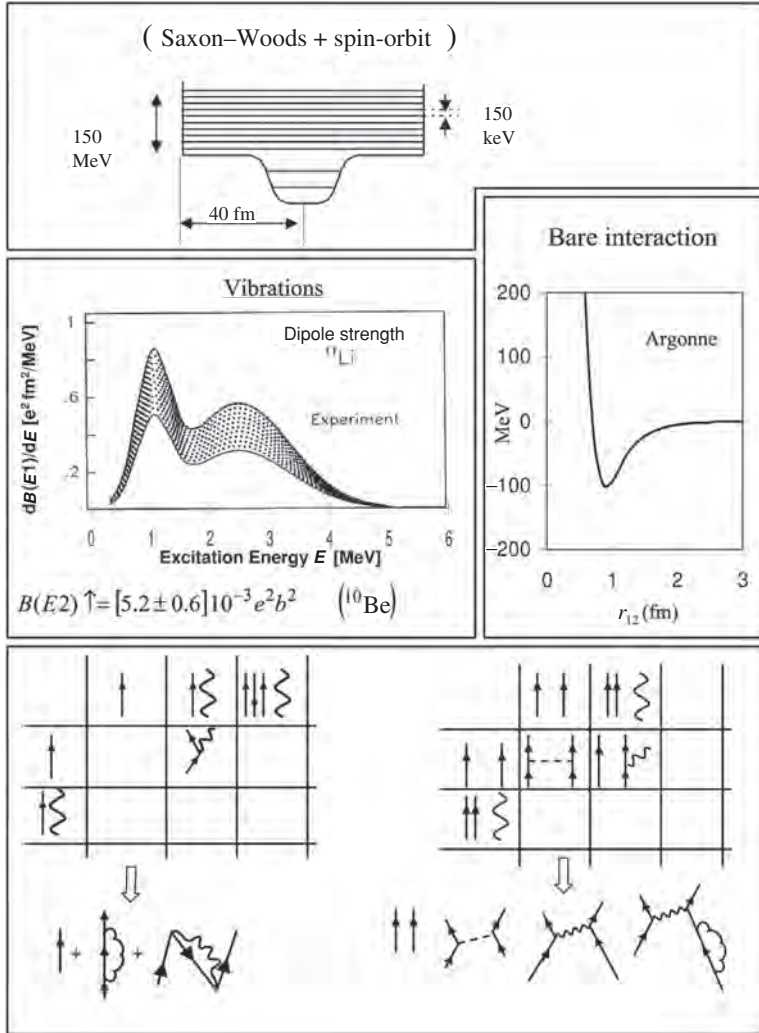 ( Saxon–Woods + spin-orbit )
150
MeV
150
keV
40 fm
Vibrations
dB(E1)/dE [e² fm²/MeV]
1
.6
.2
Dipole strength
¹¹Li
Experiment
0 1 2 3 4 5 6
Excitation Energy E [MeV]
B(E2) ↑= [5.2 ± 0.6]10⁻³ e²b² (¹⁰Be)
Bare interaction
MeV
200
100
0
−100
−200
Argonne
0 1 2 3
r₁₂ (fm)
+ +